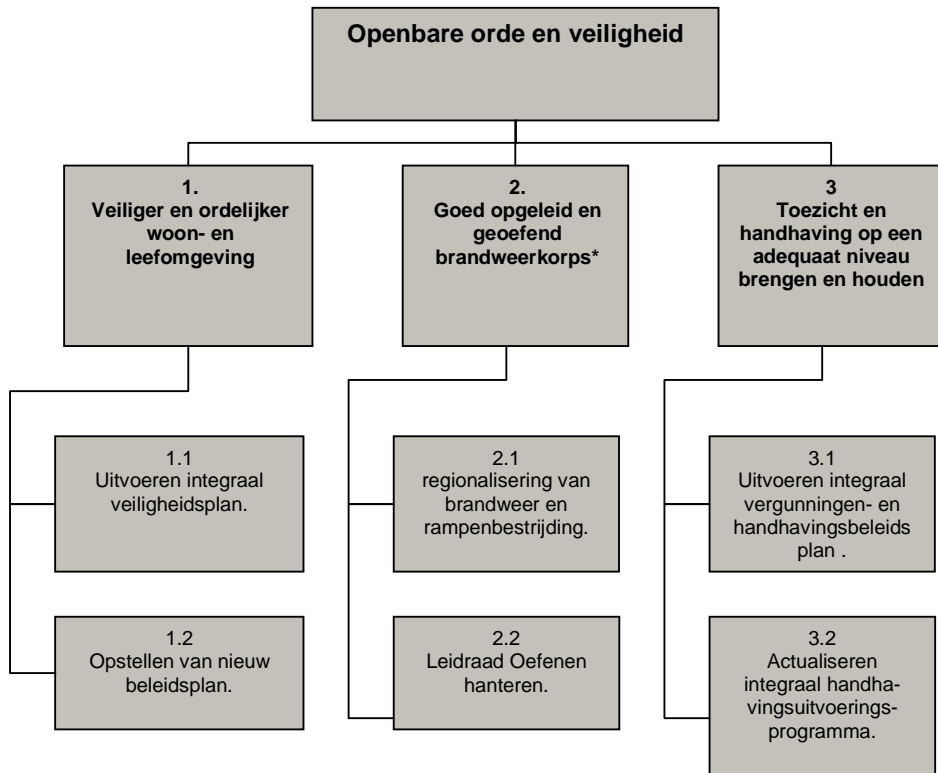 Openbare orde en veiligheid
1.
Veiliger en ordelijker
woon- en
leefomgeving
2.
Goed opgeleid en
geoefend
brandweerkorps*
3
Toezicht en
handhaving op een
adequaat niveau
brengen en houden
1.1
Uitvoeren integraal
veiligheidsplan.
2.1
regionalisering van
brandweer en
rampenbestrijding.
3.1
Uitvoeren integraal
vergunningen- en
handhavingsbeleids
plan .
1.2
Opstellen van nieuw
beleidsplan.
2.2
Leidraad Oefenen
hanteren.
3.2
Actualiseren
integraal handha-
vingsuitvoerings-
programma.